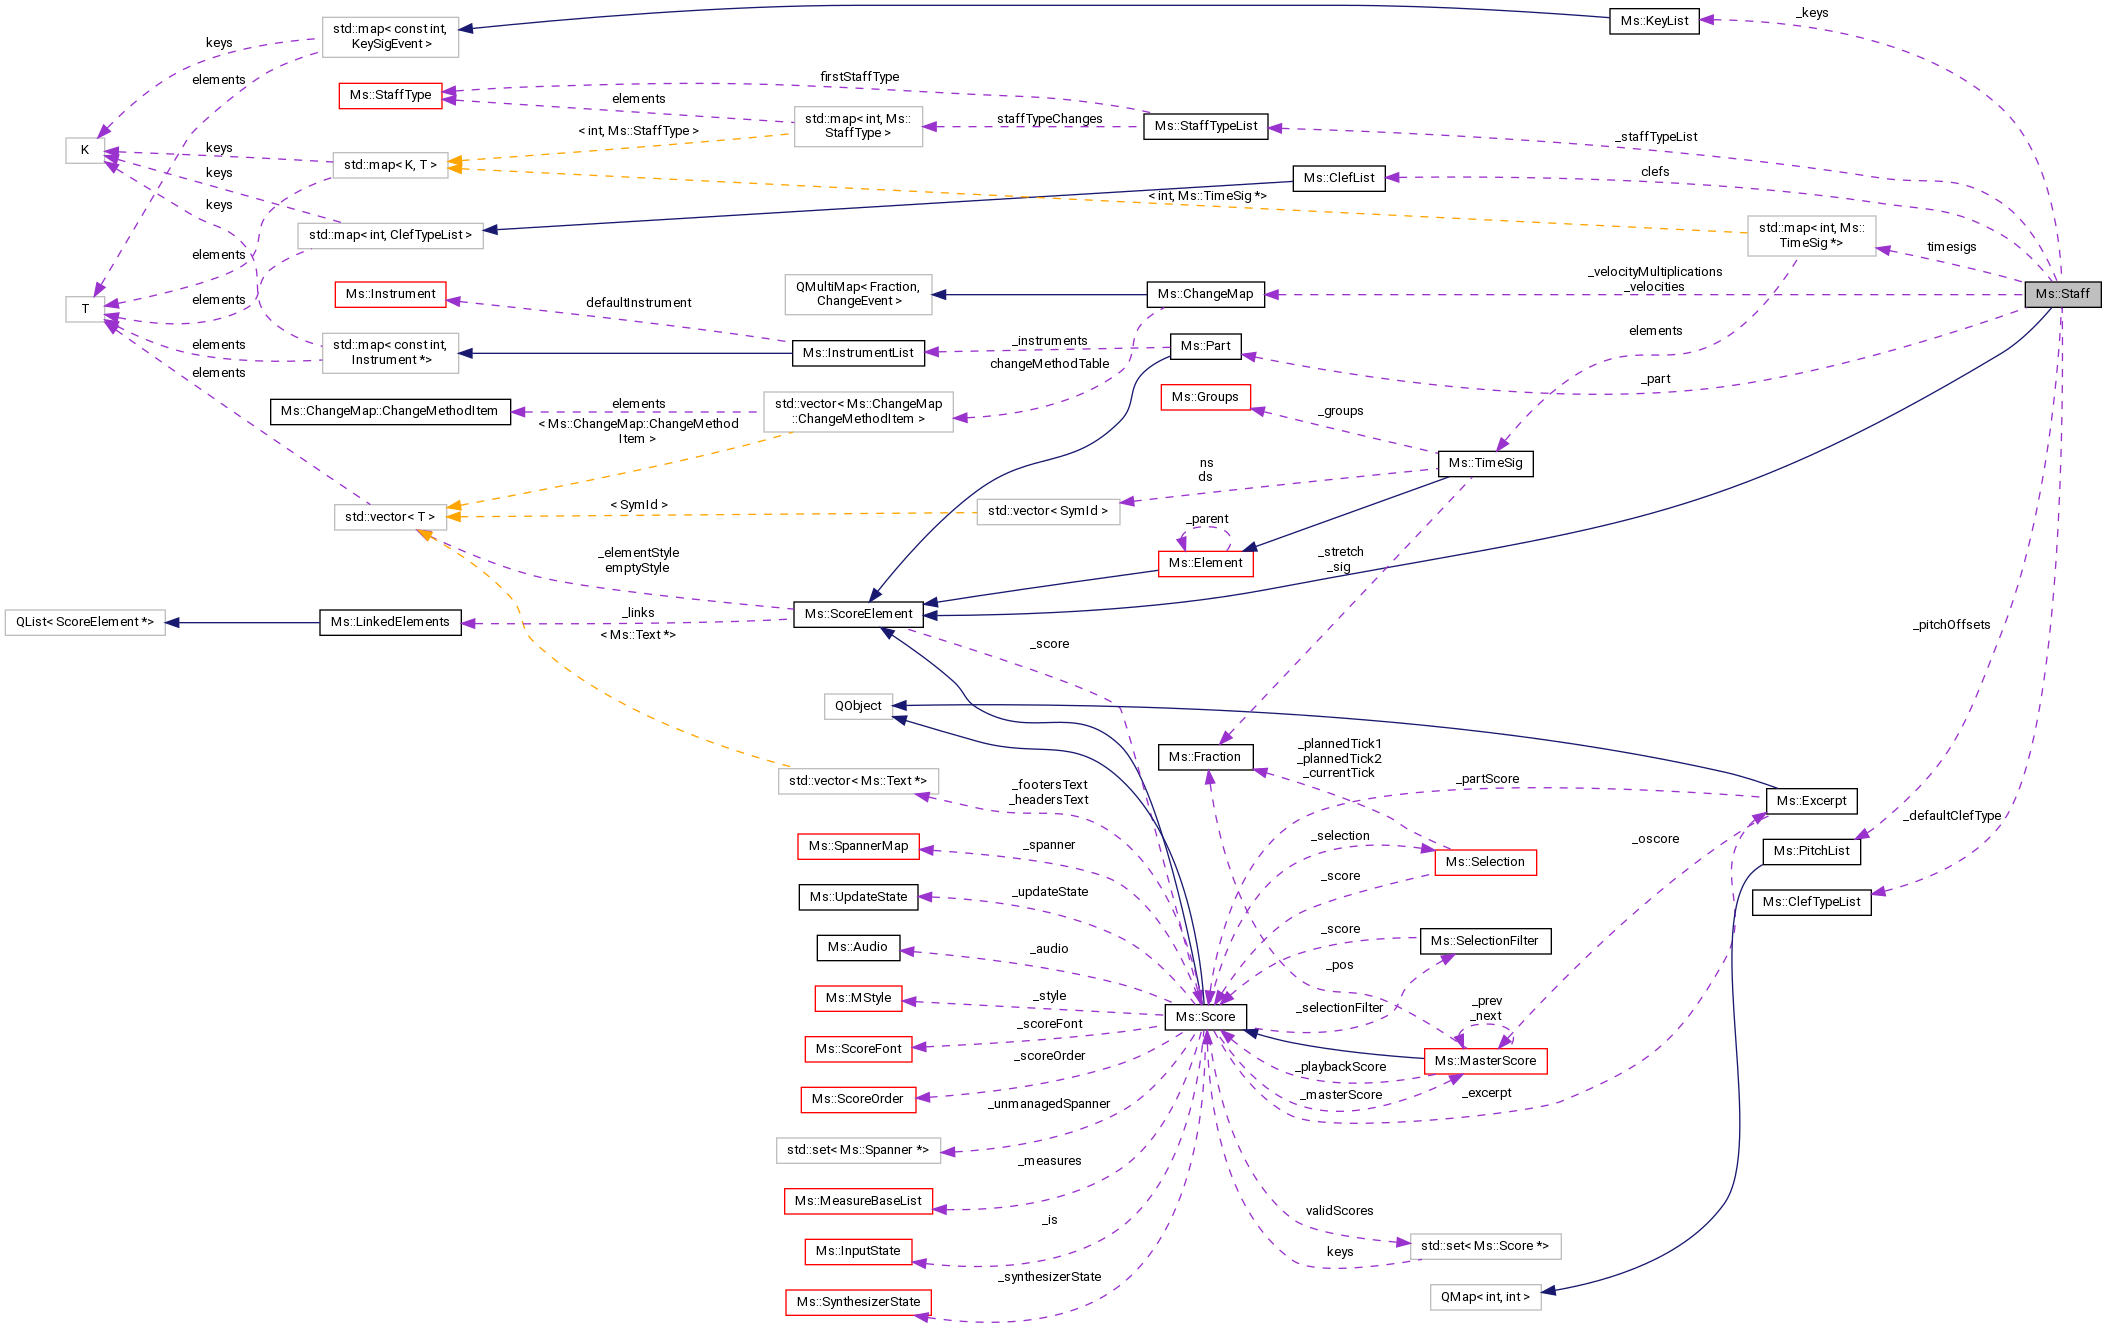 _keys
Ms::KeyList
std::map< const int,
KeySigEvent >
keys
elements
firstStaffType
Ms::StaffType
elements
std::map< int, Ms::
StaffType >
staffTypeChanges
Ms::StaffTypeList
_staffTypeList
< int, Ms::StaffType >
K
keys
std::map< K, T >
keys
Ms::ClefList
clefs
< int, Ms::TimeSig *>
keys
std::map< int, ClefTypeList >
std::map< int, Ms::
TimeSig *>
timesigs
elements
_velocityMultiplications
_velocities
QMultiMap< Fraction,
ChangeEvent >
Ms::ChangeMap
Ms::Staff
Ms::Instrument
defaultInstrument
elements
T
elements
std::map< const int,
Instrument *>
Ms::InstrumentList
_instruments
Ms::Part
elements
changeMethodTable
elements
_part
Ms::ChangeMap::ChangeMethodItem
elements
std::vector< Ms::ChangeMap
::ChangeMethodItem >
Ms::Groups
_groups
< Ms::ChangeMap::ChangeMethod
Item >
Ms::TimeSig
ns
ds
std::vector< T >
< SymId >
std::vector< SymId >
_parent
_elementStyle
emptyStyle
Ms::Element
_stretch
_sig
QList< ScoreElement *>
Ms::LinkedElements
_links
Ms::ScoreElement
< Ms::Text *>
_score
_pitchOffsets
QObject
Ms::Fraction
_plannedTick1
_plannedTick2
_currentTick
std::vector< Ms::Text *>
_footersText
_headersText
_partScore
Ms::Excerpt
_defaultClefType
Ms::SpannerMap
_spanner
_selection
Ms::Selection
_oscore
Ms::PitchList
_score
Ms::UpdateState
_updateState
Ms::ClefTypeList
Ms::Audio
_audio
_score
Ms::SelectionFilter
_pos
Ms::MStyle
_style
Ms::Score
_selectionFilter
_prev
_next
Ms::ScoreFont
_scoreFont
Ms::MasterScore
_scoreOrder
_playbackScore
Ms::ScoreOrder
_unmanagedSpanner
_masterScore
_excerpt
std::set< Ms::Spanner *>
_measures
Ms::MeasureBaseList
_is
validScores
Ms::InputState
keys
std::set< Ms::Score *>
_synthesizerState
Ms::SynthesizerState
QMap< int, int >